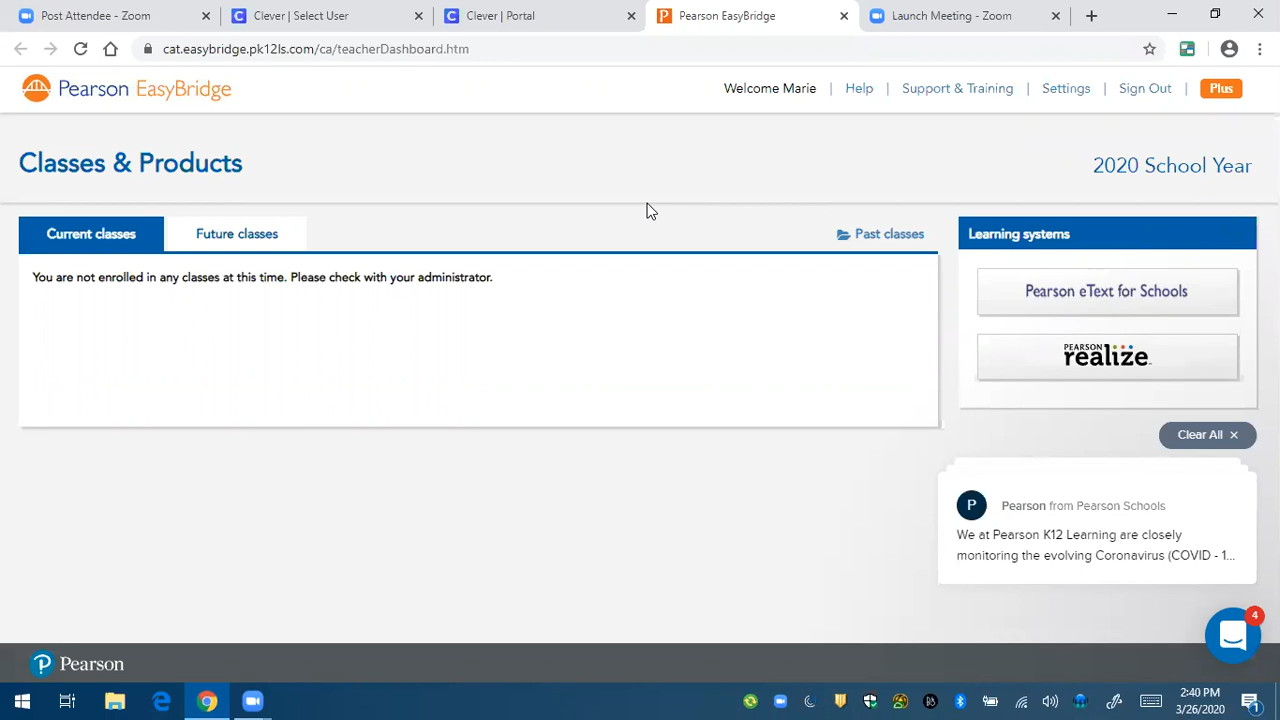 Post Attendee - Zoom
Clever | Select User
Clever | Portal
Pearson EasyBridge
Launch Meeting - Zoom
cat.easybridge.pk12ls.com/ca/teacherDashboard.htm
Pearson EasyBridge
Welcome Marie | Help | Support & Training | Settings | Sign Out | Plus
Classes & Products
2020 School Year
Current classes
Future classes
Past classes
Learning systems
You are not enrolled in any classes at this time. Please check with your administrator.
Pearson eText for Schools
PEARSON
realize
Clear All ×
P
Pearson from Pearson Schools
We at Pearson K12 Learning are closely
monitoring the evolving Coronavirus (COVID - 1...
4
Pearson
2:40 PM
3/26/2020
1